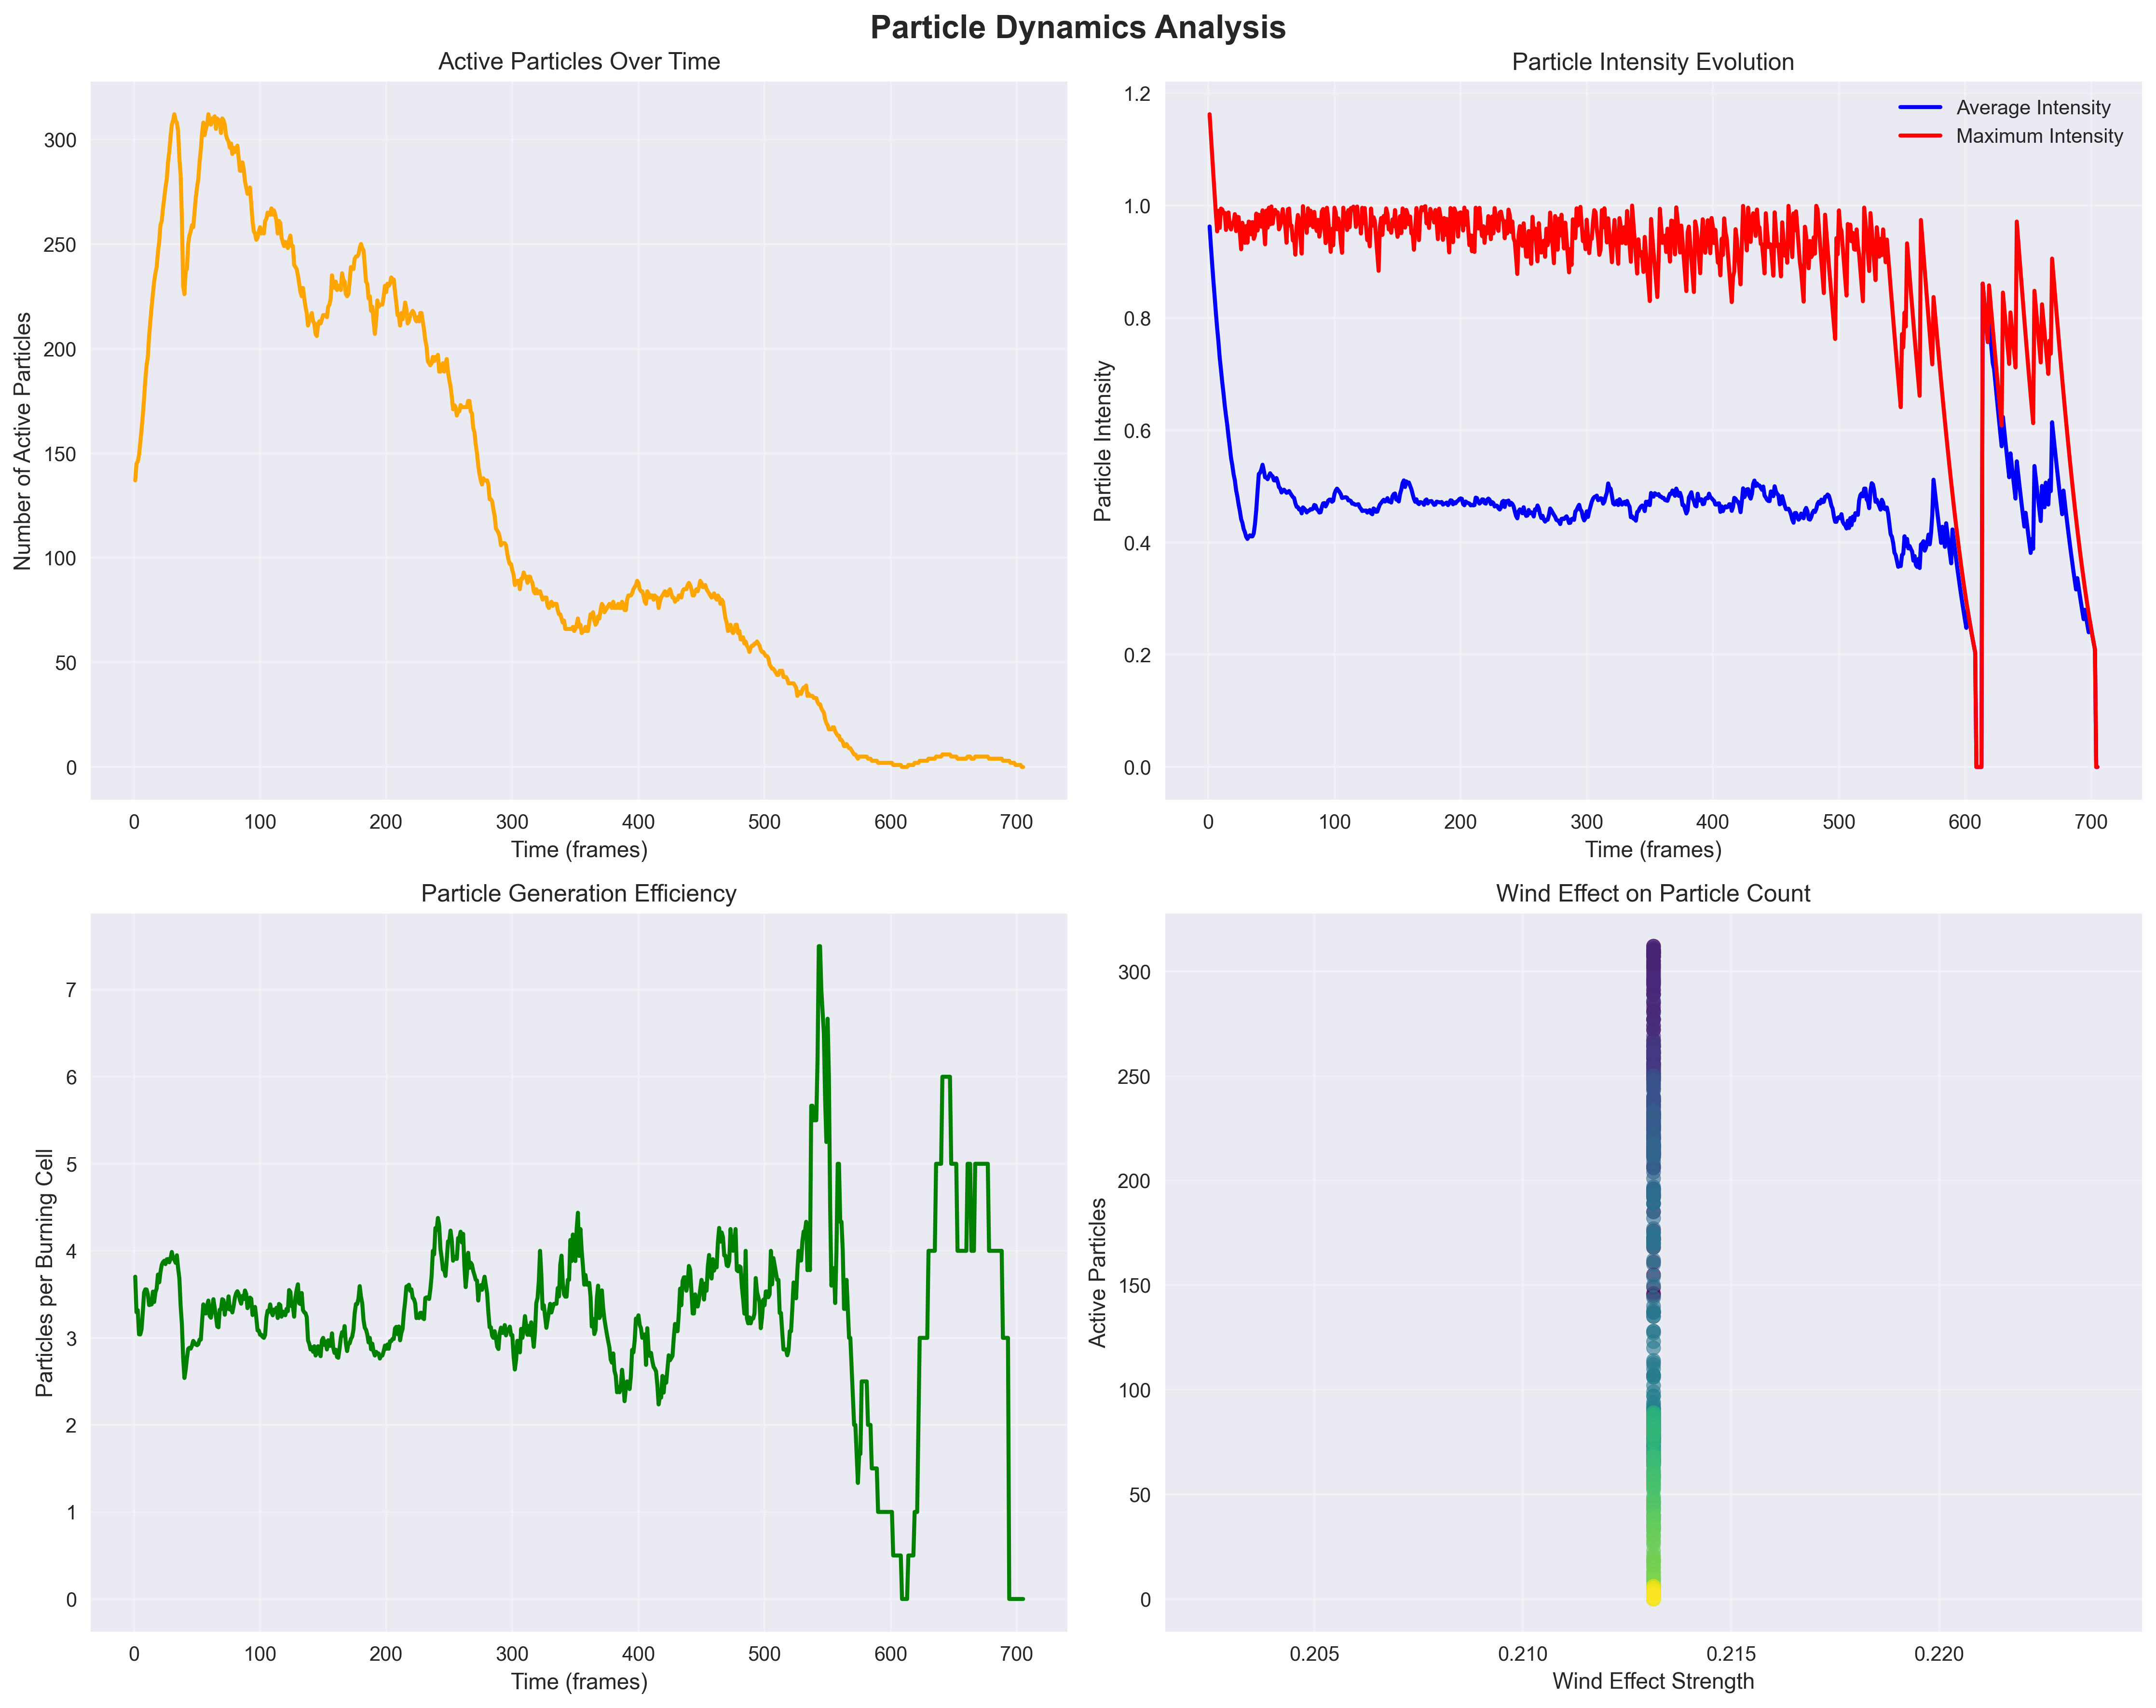 Particle Dynamics Analysis
Active Particles Over Time
Number of Active Particles
300
250
200
150
100
50
0
0 100 200 300 400 500 600 700
Time (frames)
Particle Intensity Evolution
Particle Intensity
1.2
1.0
0.8
0.6
0.4
0.2
0.0
Average Intensity
Maximum Intensity
0 100 200 300 400 500 600 700
Time (frames)
Particle Generation Efficiency
Particles per Burning Cell
7
6
5
4
3
2
1
0
0 100 200 300 400 500 600 700
Time (frames)
Wind Effect on Particle Count
Active Particles
300
250
200
150
100
50
0
0.205 0.210 0.215 0.220
Wind Effect Strength